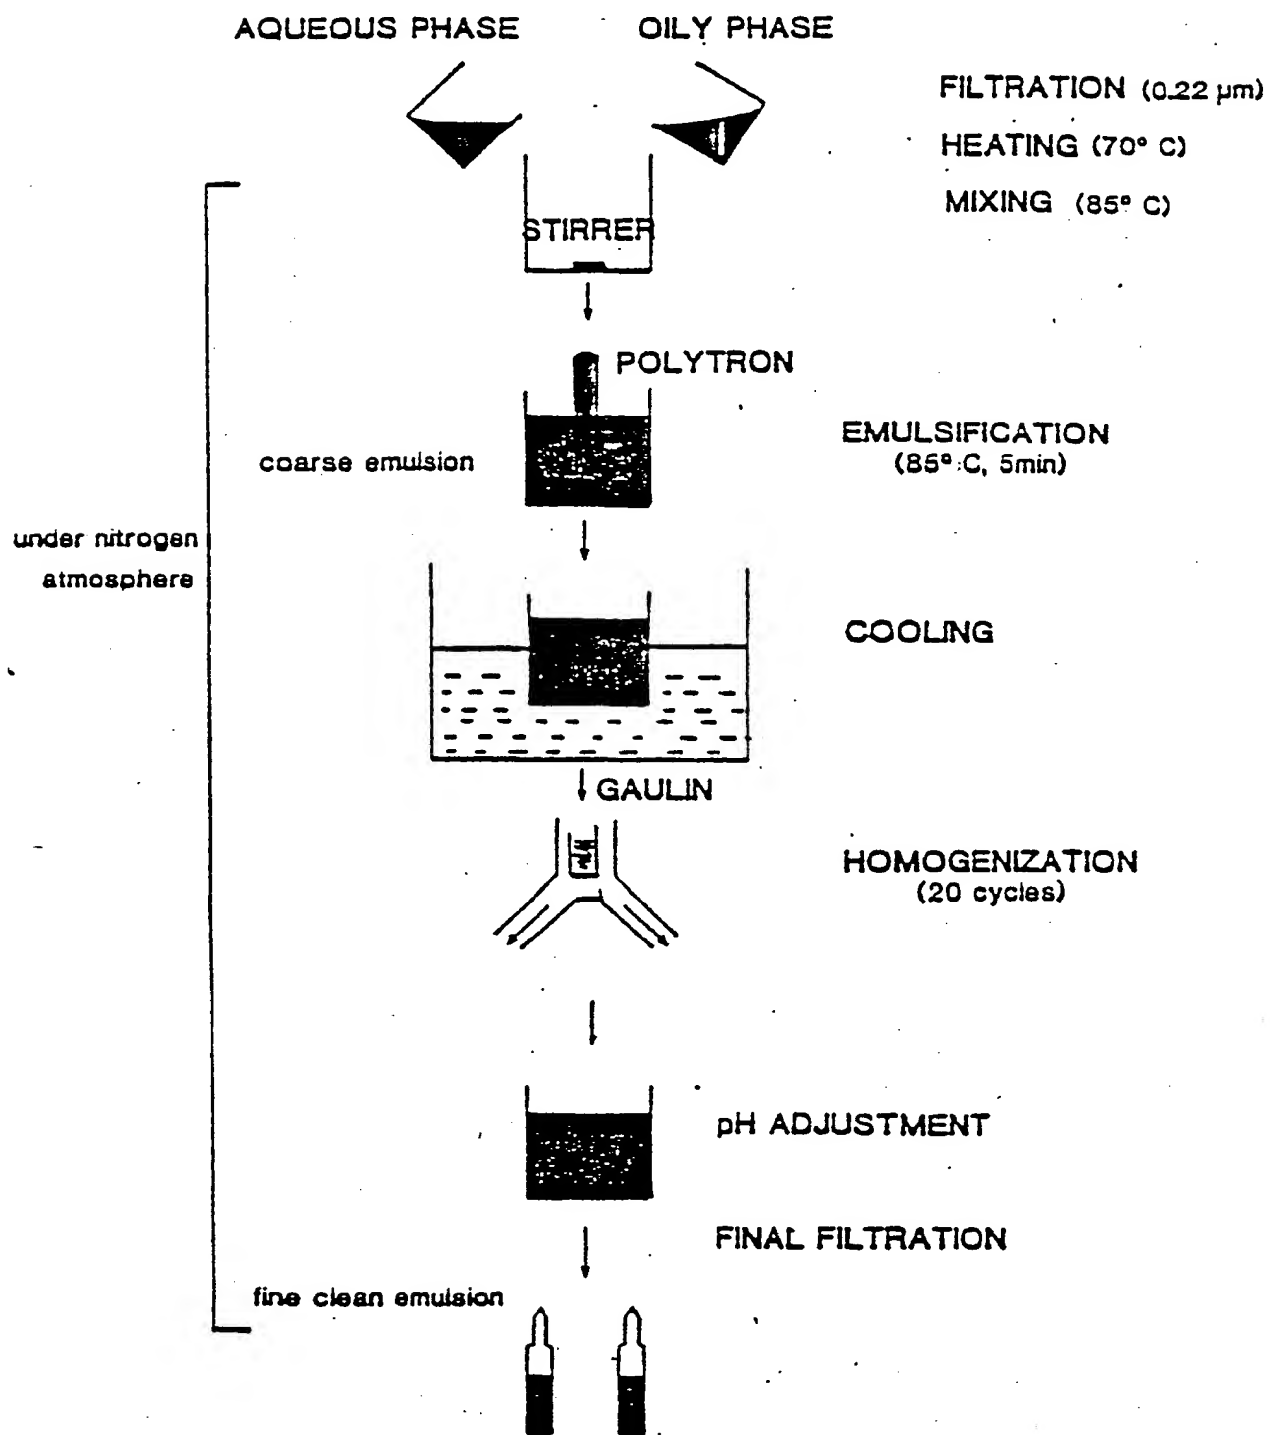 AQUEOUS PHASE
OILY PHASE
FILTRATION (0.22 µm)
HEATING (70° C)
MIXING (85° C)
STIRRER
POLYTRON
EMULSIFICATION
(85° C, 5min)
coarse emulsion
under nitrogen
atmosphere
COOLING
GAULIN
HOMOGENIZATION
(20 cycles)
pH ADJUSTMENT
FINAL FILTRATION
fine clean emulsion